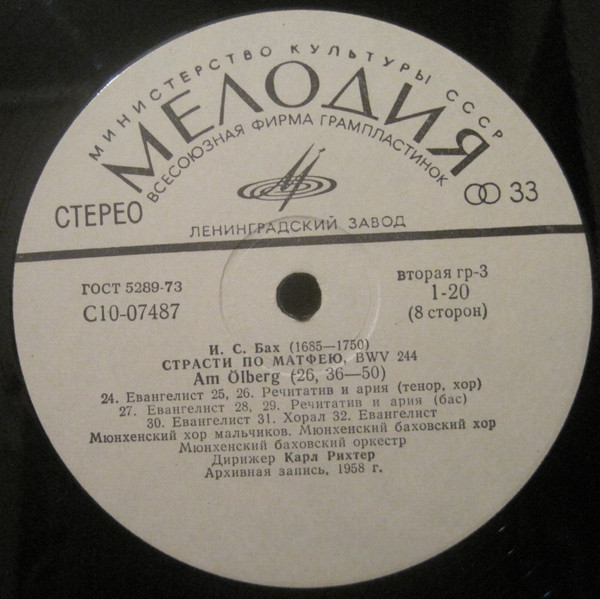 МИНИСТЕРСТВО КУЛЬТУРЫ СССР
МЕЛОДИЯ
ВСЕСОЮЗНАЯ ФИРМА ГРАМПЛАСТИНОК
СТЕРЕО
33
ЛЕНИНГРАДСКИЙ ЗАВОД
ГОСТ 5289-73
С10-07487
вторая гр-3
1-20
(8 сторон)
И. С. Бах (1685—1750)
СТРАСТИ ПО МАТФЕЮ, BWV 244
Am Ölberg (26, 36—50)
24. Евангелист 25, 26. Речитатив и ария (тенор, хор)
27. Евангелист 28, 29. Речитатив и ария (бас)
30. Евангелист 31. Хорал 32. Евангелист
Мюнхенский хор мальчиков. Мюнхенский баховский хор
Мюнхенский баховский оркестр
Дирижер Карл Рихтер
Архивная запись, 1958 г.